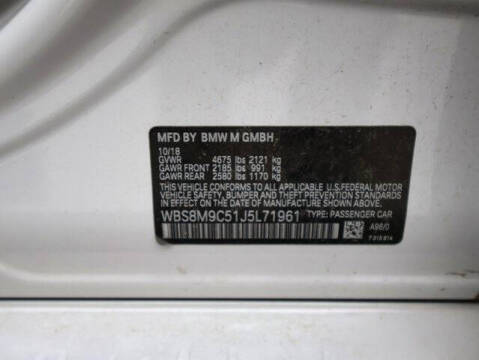 MFD BY BMW M GMBH
10/18
GVWR 4675 lbs 2121 kg
GAWR FRONT 2185 lbs 991 kg
GAWR REAR 2580 lbs 1170 kg
THIS VEHICLE CONFORMS TO ALL APPLICABLE U.S. FEDERAL MOTOR
VEHICLE SAFETY, BUMPER AND THEFT PREVENTION STANDARDS
IN EFFECT ON THE DATE OF MANUFACTURE SHOWN ABOVE.
WBS8M9C51J5L71961 TYPE: PASSENGER CAR
A96/0